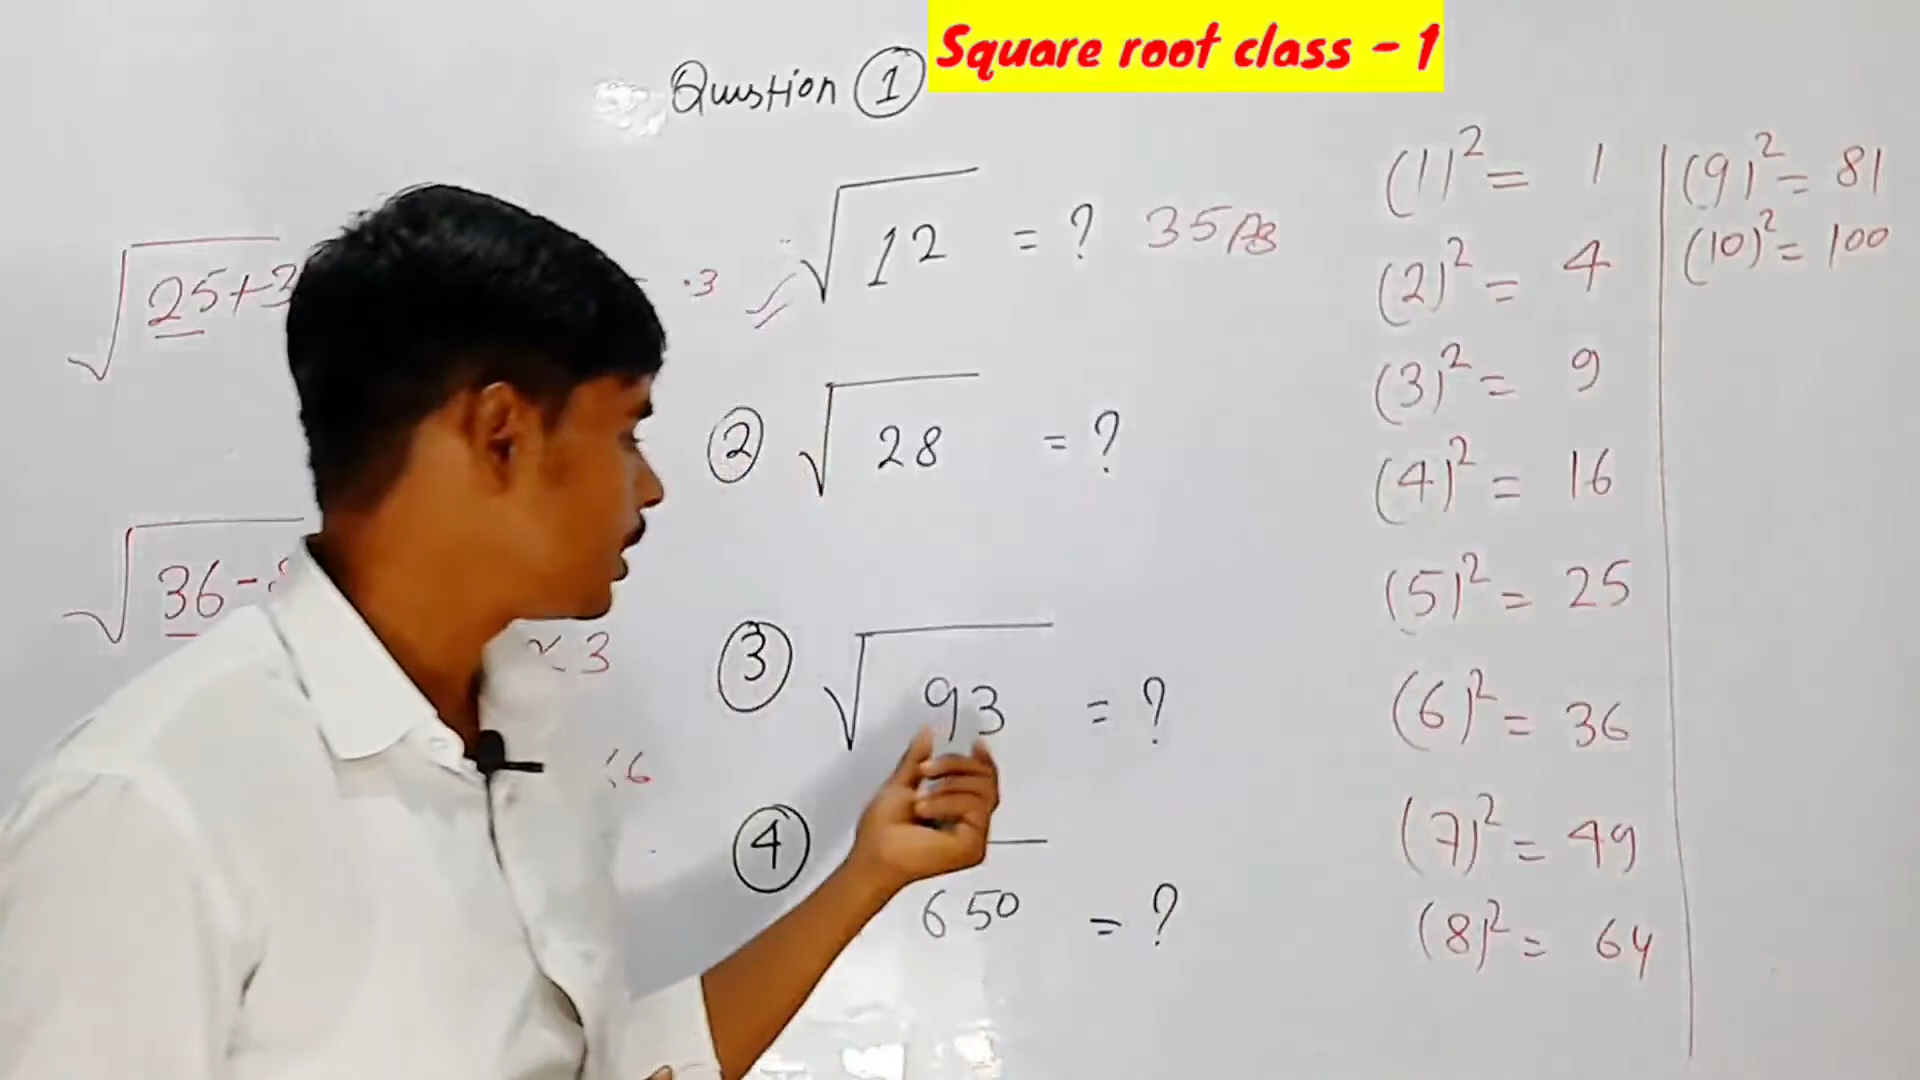 Square root class - 1
Question ①
√12 = ?
② √28 = ?
③ √93 = ?
④ 650 = ?
√25+3
.3
√36-
3
6
(1)² = 1
(2)² = 4
(3)² = 9
(4)² = 16
(5)² = 25
(6)² = 36
(7)² = 49
(8)² = 64
(9)² = 81
(10)² = 100